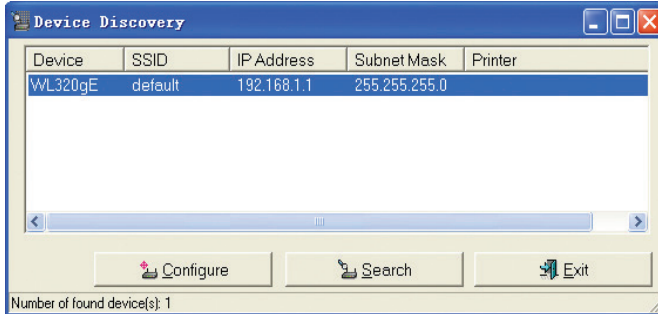 Device Discovery
Device SSID IP Address Subnet Mask Printer
WL320gE default 192.168.1.1 255.255.255.0
Configure Search Exit
Number of found device(s): 1